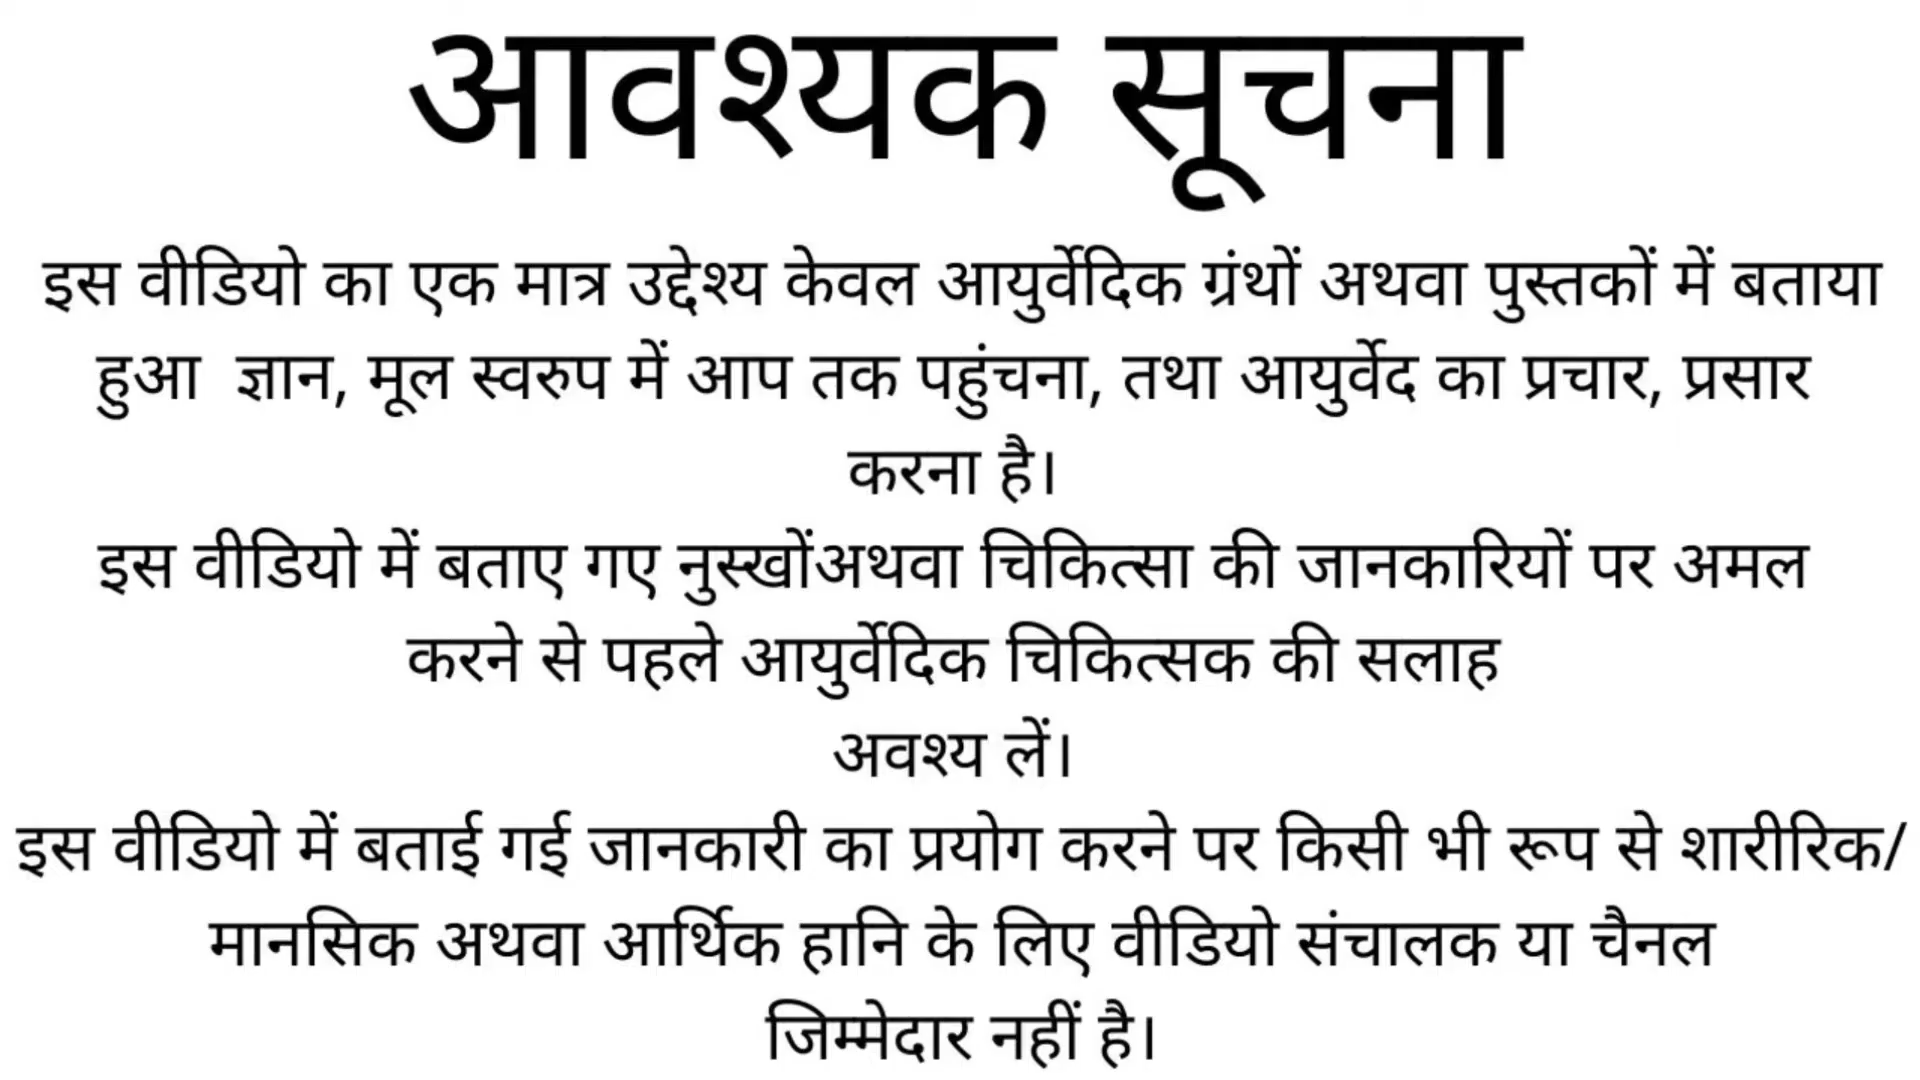 आवश्यक सूचना
इस वीडियो का एक मात्र उद्देश्य केवल आयुर्वेदिक ग्रंथों अथवा पुस्तकों में बताया
हुआ  ज्ञान, मूल स्वरुप में आप तक पहुंचना, तथा आयुर्वेद का प्रचार, प्रसार
करना है।
इस वीडियो में बताए गए नुस्खोंअथवा चिकित्सा की जानकारियों पर अमल
करने से पहले आयुर्वेदिक चिकित्सक की सलाह
अवश्य लें।
इस वीडियो में बताई गई जानकारी का प्रयोग करने पर किसी भी रूप से शारीरिक/
मानसिक अथवा आर्थिक हानि के लिए वीडियो संचालक या चैनल
जिम्मेदार नहीं है।